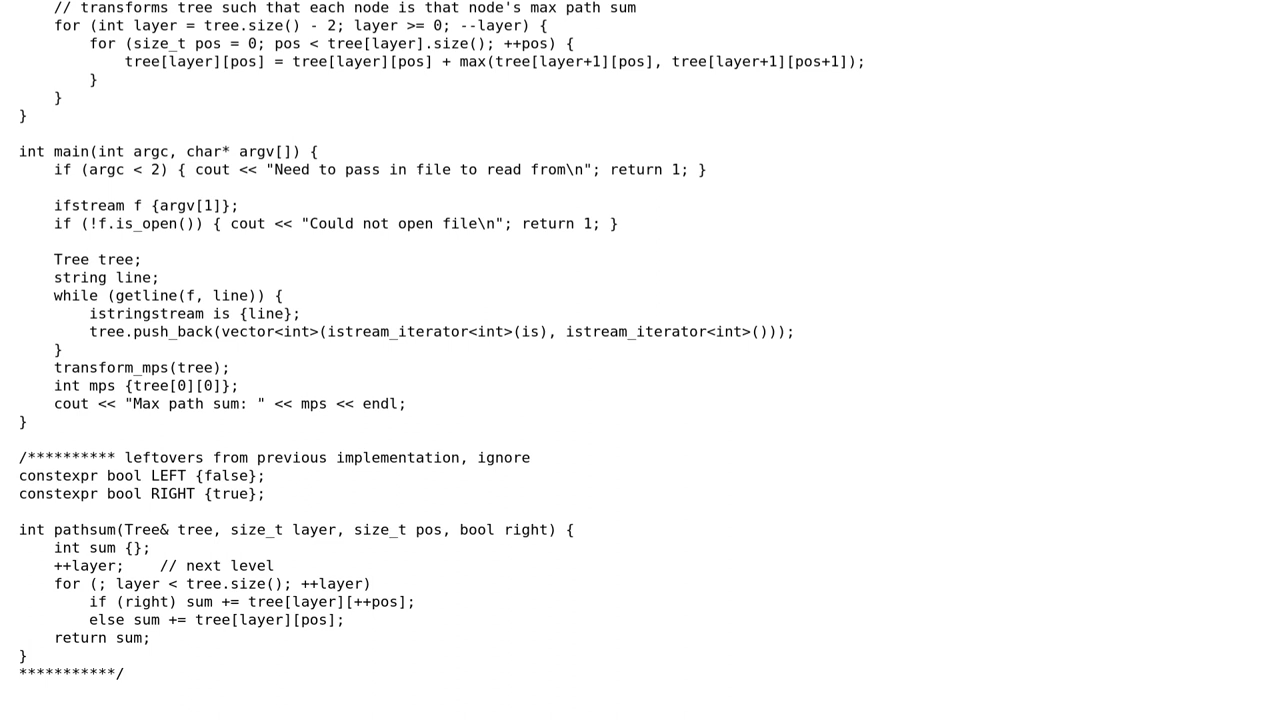 // transforms tree such that each node is that node's max path sum
    for (int layer = tree.size() - 2; layer >= 0; --layer) {
        for (size_t pos = 0; pos < tree[layer].size(); ++pos) {
            tree[layer][pos] = tree[layer][pos] + max(tree[layer+1][pos], tree[layer+1][pos+1]);
        }
    }
}

int main(int argc, char* argv[]) {
    if (argc < 2) { cout << "Need to pass in file to read from\n"; return 1; }

    ifstream f {argv[1]};
    if (!f.is_open()) { cout << "Could not open file\n"; return 1; }

    Tree tree;
    string line;
    while (getline(f, line)) {
        istringstream is {line};
        tree.push_back(vector<int>(istream_iterator<int>(is), istream_iterator<int>()));
    }
    transform_mps(tree);
    int mps {tree[0][0]};
    cout << "Max path sum: " << mps << endl;
}

/********** leftovers from previous implementation, ignore
constexpr bool LEFT {false};
constexpr bool RIGHT {true};

int pathsum(Tree& tree, size_t layer, size_t pos, bool right) {
    int sum {};
    ++layer;    // next level
    for (; layer < tree.size(); ++layer)
        if (right) sum += tree[layer][++pos];
        else sum += tree[layer][pos];
    return sum;
}
***********/